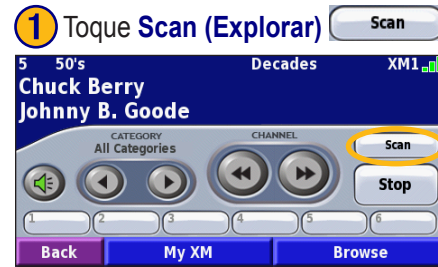 1 Toque Scan (Explorar) Scan
5 50's Decades XM1
Chuck Berry
Johnny B. Goode
CATEGORY CHANNEL
All Categories
Scan
Stop
1 2 3 4 5 6
Back My XM Browse